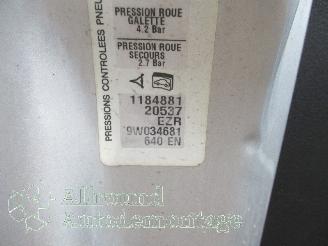 PRESSIONS CONTROLEES PNEU
PRESSION ROUE
GALETTE
4.2 Bar
PRESSION ROUE
SECOURS
2.7 Bar
1184881
20537
EZR
9W034681
640 EN
Allround
Autodemontage